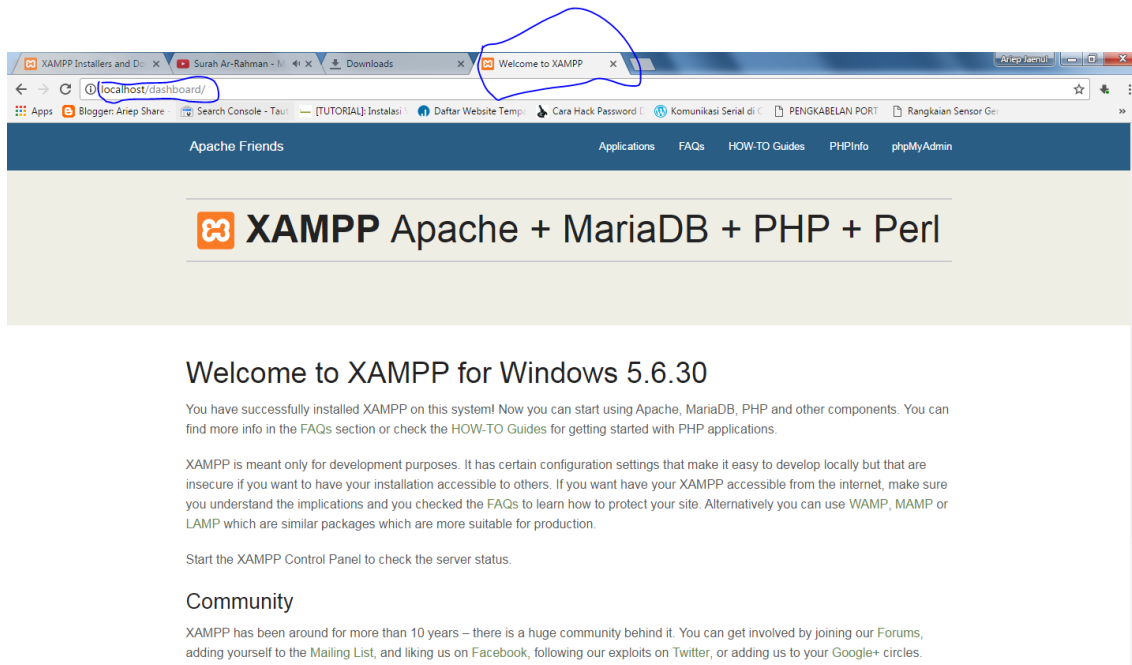 XAMPP Installers and Do
Surah Ar-Rahman - M
Downloads
Welcome to XAMPP
Ariep Jaenul
localhost/dashboard/
Apps
Blogger: Ariep Share -
Search Console - Taut
[TUTORIAL]: Instalasi
Daftar Website Temp
Cara Hack Password
Komunikasi Serial di C
PENGKABELAN PORT
Rangkaian Sensor Ge
»
Apache Friends
Applications
FAQs
HOW-TO Guides
PHPInfo
phpMyAdmin
XAMPP Apache + MariaDB + PHP + Perl
Welcome to XAMPP for Windows 5.6.30
You have successfully installed XAMPP on this system! Now you can start using Apache, MariaDB, PHP and other components. You can
find more info in the FAQs section or check the HOW-TO Guides for getting started with PHP applications.
XAMPP is meant only for development purposes. It has certain configuration settings that make it easy to develop locally but that are
insecure if you want to have your installation accessible to others. If you want have your XAMPP accessible from the internet, make sure
you understand the implications and you checked the FAQs to learn how to protect your site. Alternatively you can use WAMP, MAMP or
LAMP which are similar packages which are more suitable for production.
Start the XAMPP Control Panel to check the server status.
Community
XAMPP has been around for more than 10 years – there is a huge community behind it. You can get involved by joining our Forums,
adding yourself to the Mailing List, and liking us on Facebook, following our exploits on Twitter, or adding us to your Google+ circles.